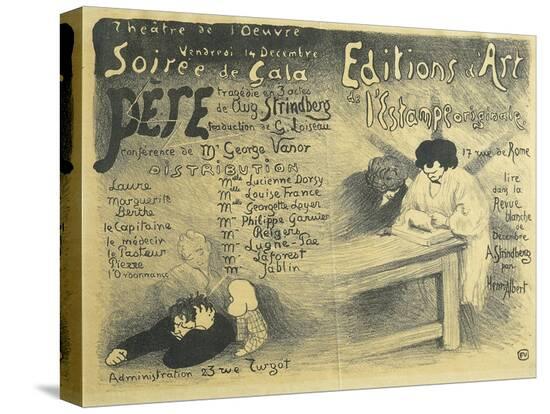 Théâtre de l'Oeuvre
Vendredi 14 Décembre
Soirée de Gala
PÈRE
tragédie en 3 actes
de Aug Strindberg
traduction de G. Loiseau
conférence de Mr George Vanor
DISTRIBUTION
Laure Mme Lucienne Dorsy
Marguerite Mme Louise France
Berthe Mlle Georgette Loyer
le Capitaine Mr Philippe Garnier
le médecin Mr Reigers
le Pasteur Mr Lugné-Poe
Pierre Mr Laforest
l'Ordonnance Mr Jablin
Administration 23 rue Turgot
Editions d'Art
de l'Estampe originale
17 rue de Rome
lire
dans la
Revue
blanche
de
Décembre
A. Strindberg
par
Henri Albert
FV